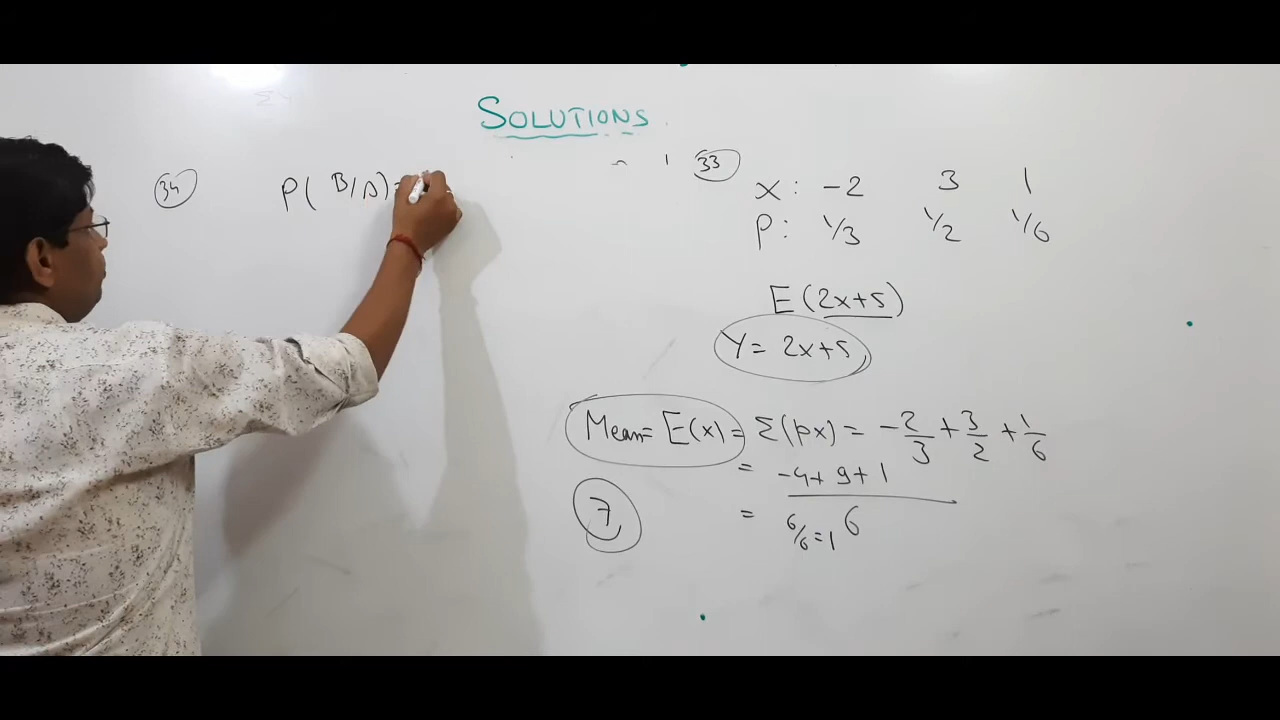 SOLUTIONS
34 P(B/A)=
33
X: -2 3 1
P: 1/3 1/2 1/6
E(2x+5)
Y= 2x+5
Mean= E(x)= Σ(px) = -2/3 + 3/2 + 1/6
= -4+9+1
= 6/6=1 6
7